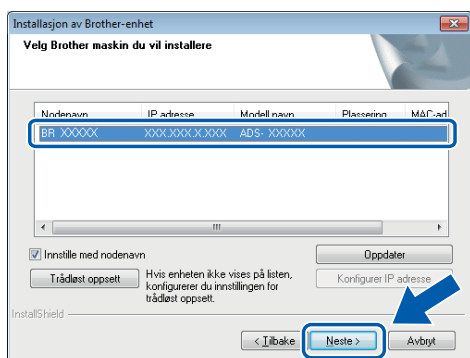 Installasjon av Brother-enhet
Velg Brother maskin du vil installere
Nodenavn IP adresse Modell navn Plassering MAC-ad
BR XXXXX XXX.XXX.X.XXX ADS- XXXXX
Innstille med nodenavn
Oppdater
Trådløst oppsett
Hvis enheten ikke vises på listen,
konfigurerer du innstillingen for
trådløst oppsett.
Konfigurer IP adresse
InstallShield
< Tilbake
Neste >
Avbryt